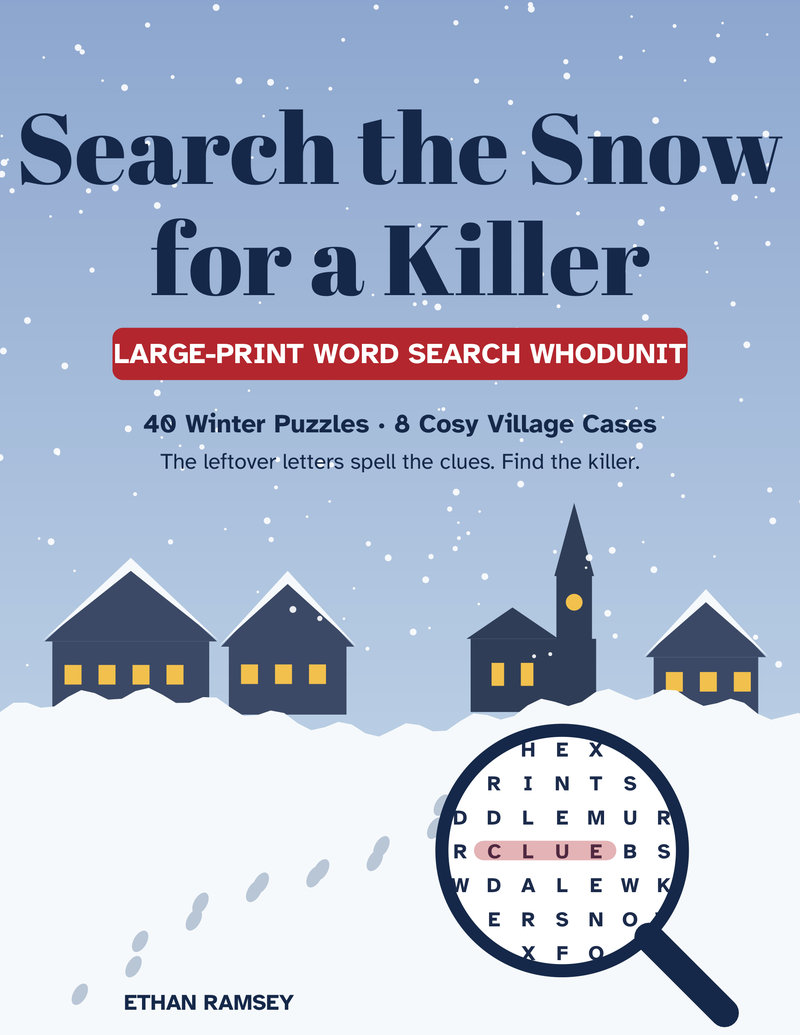 Search the Snow
for a Killer
LARGE-PRINT WORD SEARCH WHODUNIT
40 Winter Puzzles · 8 Cosy Village Cases
The leftover letters spell the clues. Find the killer.
H E X
R I N T S
D D L E M U R
R C L U E B S
W D A L E W K
E R S N O
X F O
ETHAN RAMSEY